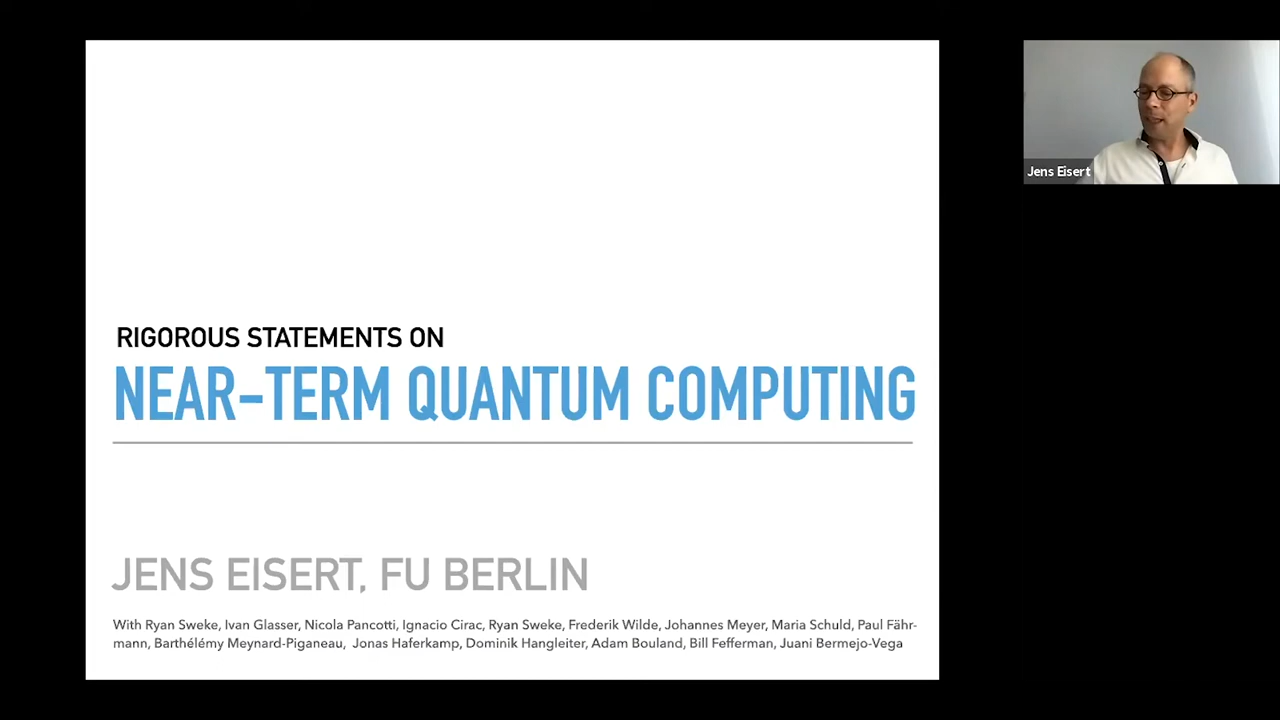 RIGOROUS STATEMENTS ON
NEAR-TERM QUANTUM COMPUTING
JENS EISERT, FU BERLIN
With Ryan Sweke, Ivan Glasser, Nicola Pancotti, Ignacio Cirac, Ryan Sweke, Frederik Wilde, Johannes Meyer, Maria Schuld, Paul Fähr-
mann, Barthélémy Meynard-Piganeau, Jonas Haferkamp, Dominik Hangleiter, Adam Bouland, Bill Fefferman, Juani Bermejo-Vega
Jens Eisert